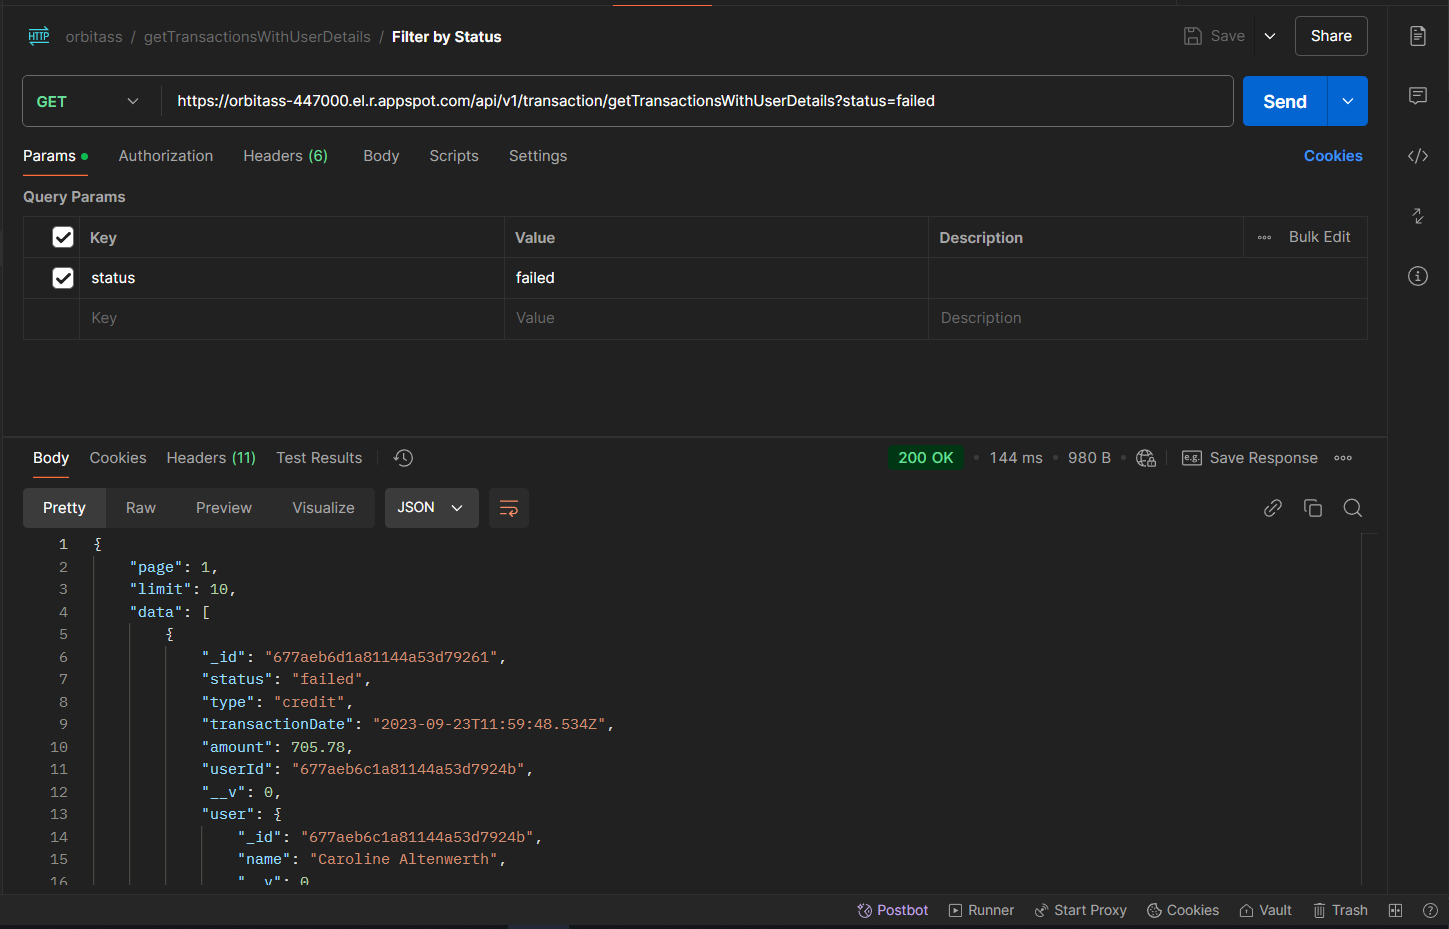 HTTP orbitass / getTransactionsWithUserDetails / Filter by Status Save Share
GET https://orbitass-447000.el.r.appspot.com/api/v1/transaction/getTransactionsWithUserDetails?status=failed Send
Params Authorization Headers (6) Body Scripts Settings Cookies
Query Params
Key Value Description Bulk Edit
status failed
Key Value Description
Body Cookies Headers (11) Test Results 200 OK 144 ms 980 B e.g. Save Response
Pretty Raw Preview Visualize JSON
1 {
2 "page": 1,
3 "limit": 10,
4 "data": [
5 {
6 "_id": "677aeb6d1a81144a53d79261",
7 "status": "failed",
8 "type": "credit",
9 "transactionDate": "2023-09-23T11:59:48.534Z",
10 "amount": 705.78,
11 "userId": "677aeb6c1a81144a53d7924b",
12 "__v": 0,
13 "user": {
14 "_id": "677aeb6c1a81144a53d7924b",
15 "name": "Caroline Altenwerth",
16 "__v": 0
Postbot Runner Start Proxy Cookies Vault Trash